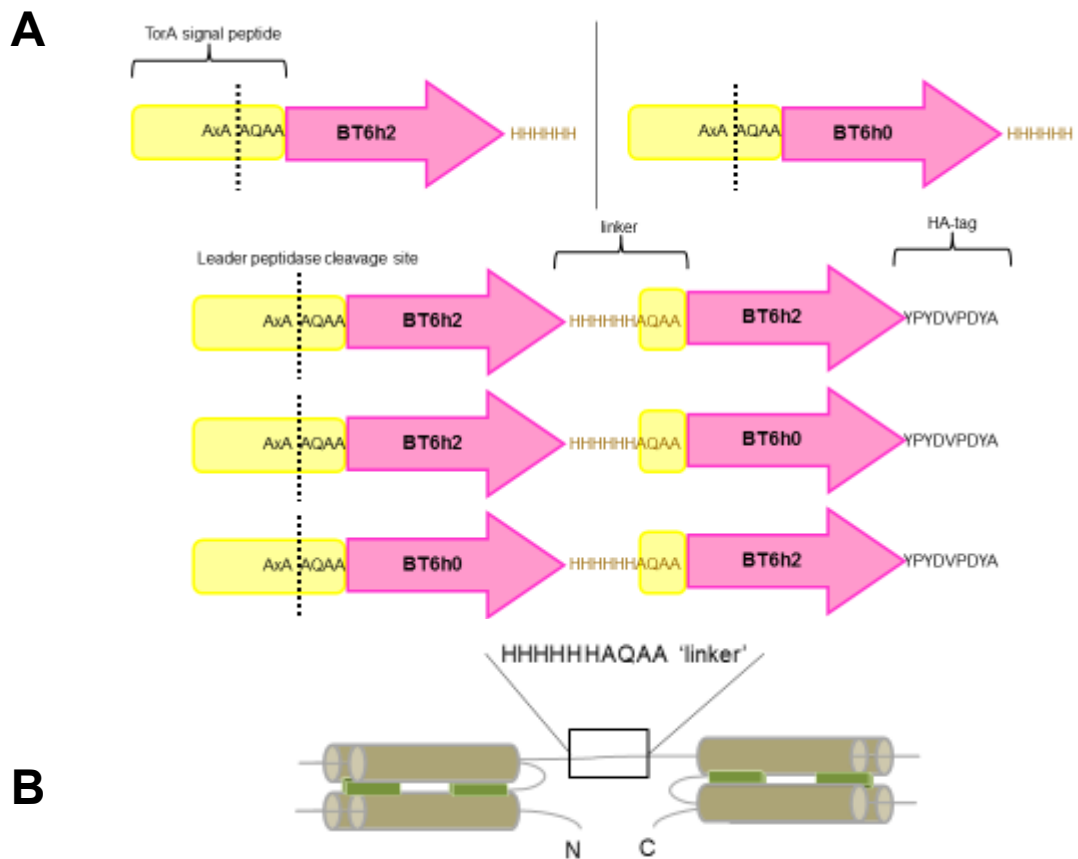 A
TorA signal peptide
AxA AQAA BT6h2 HHHHHH
AxA AQAA BT6h0 HHHHHH
linker
HA-tag
Leader peptidase cleavage site
AxA AQAA BT6h2 HHHHHHAQAA BT6h2 YPYDVPDYA
AxA AQAA BT6h2 HHHHHHAQAA BT6h0 YPYDVPDYA
AxA AQAA BT6h0 HHHHHHAQAA BT6h2 YPYDVPDYA
HHHHHHAQAA ‘linker’
B
N C